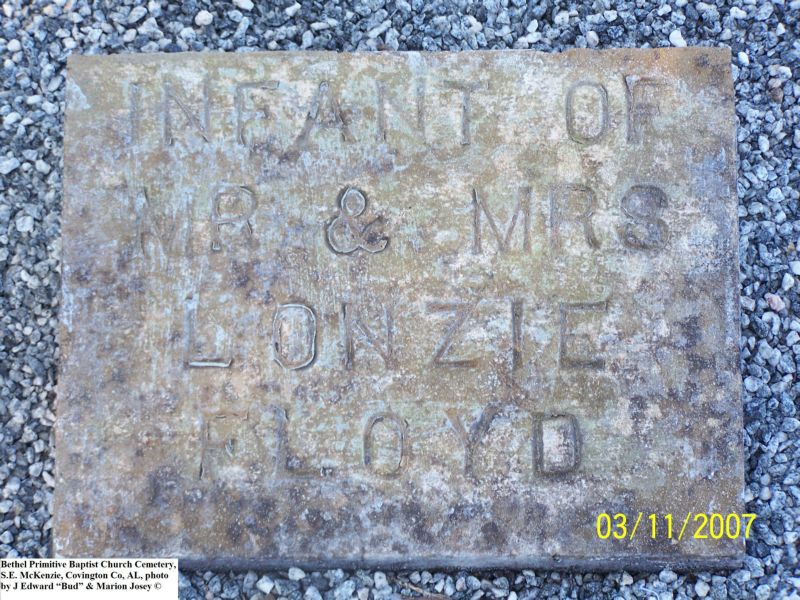 INFANT OF
MR & MRS
LONZIE
FLOYD
03/11/2007
Bethel Primitive Baptist Church Cemetery,
S.E. McKenzie, Covington Co, AL, photo
by J Edward “Bud” & Marion Josey ©